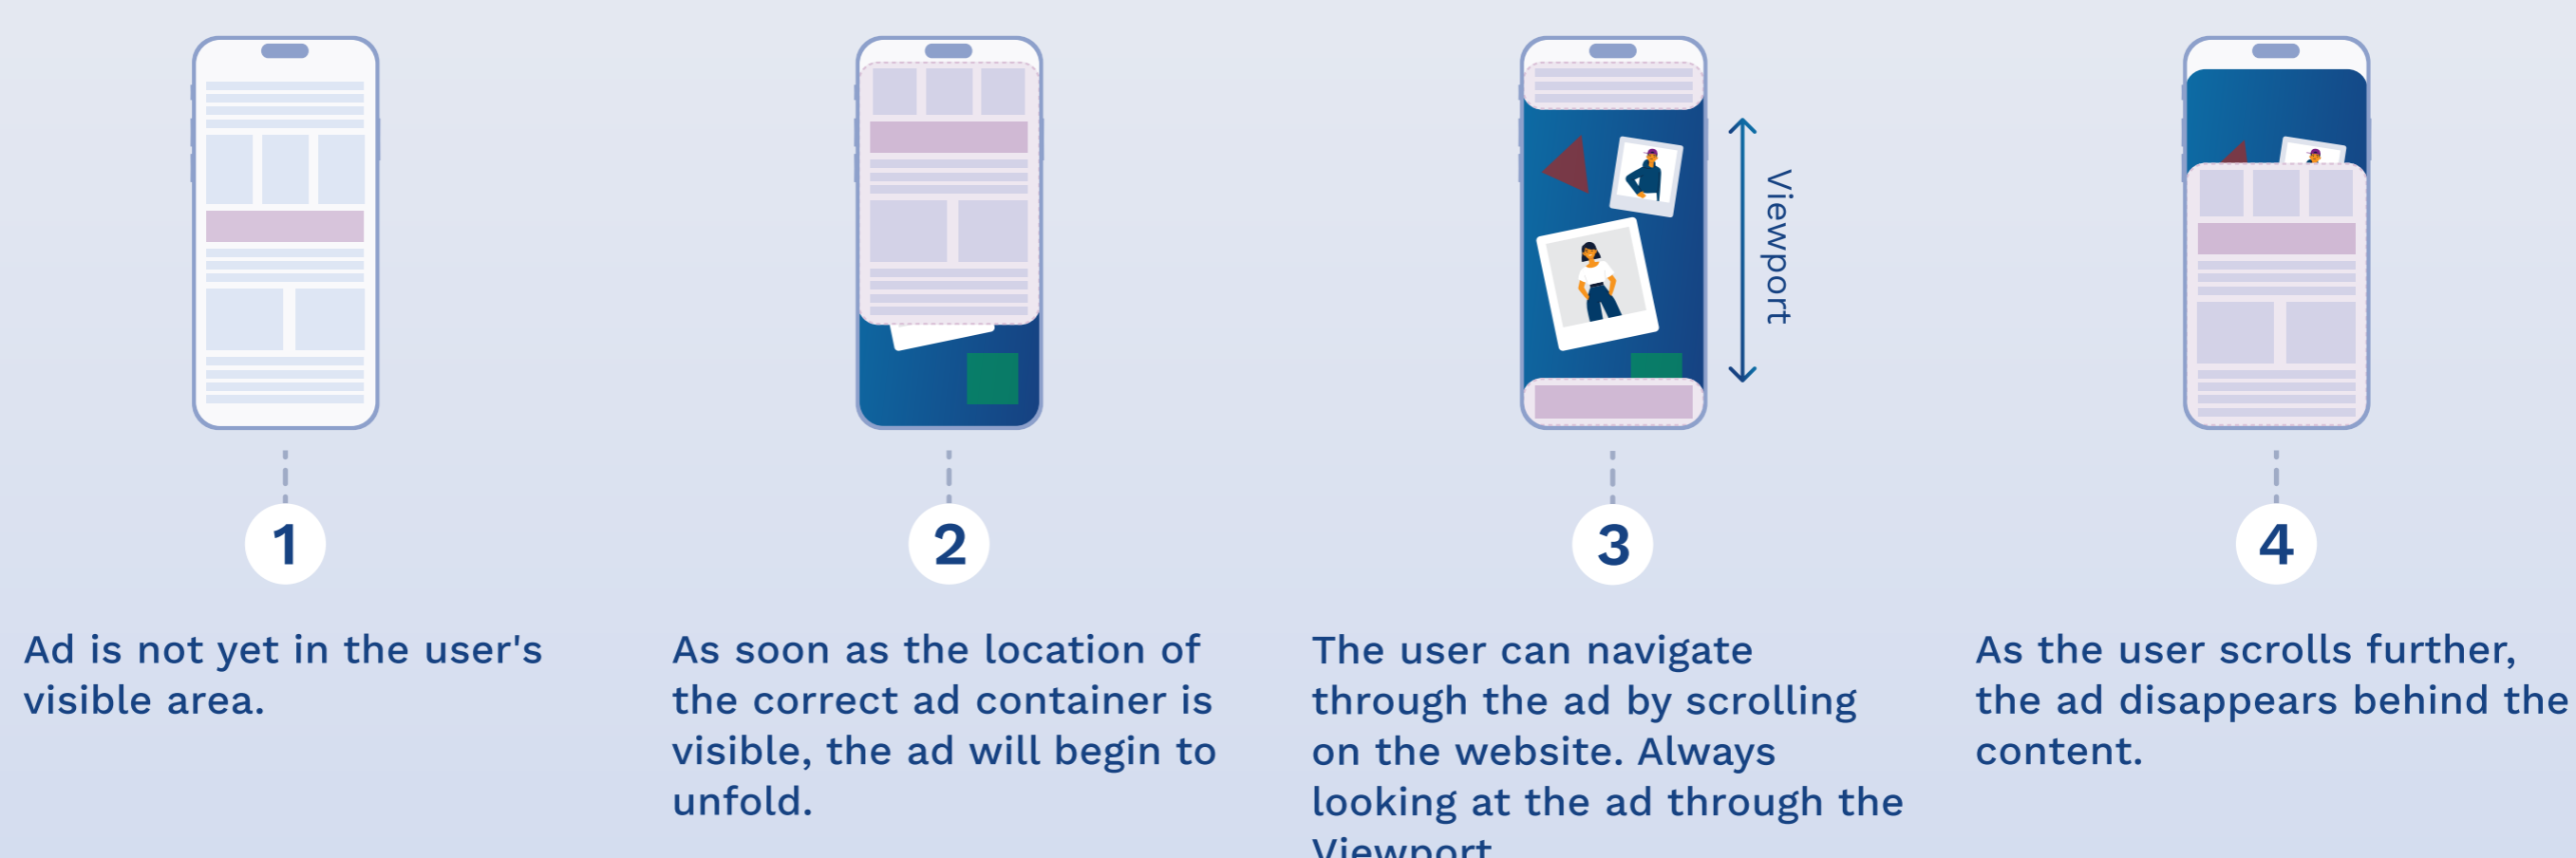 Viewport
1
Ad is not yet in the user's
visible area.
2
As soon as the location of
the correct ad container is
visible, the ad will begin to
unfold.
3
The user can navigate
through the ad by scrolling
on the website. Always
looking at the ad through the
Viewport
4
As the user scrolls further,
the ad disappears behind the
content.